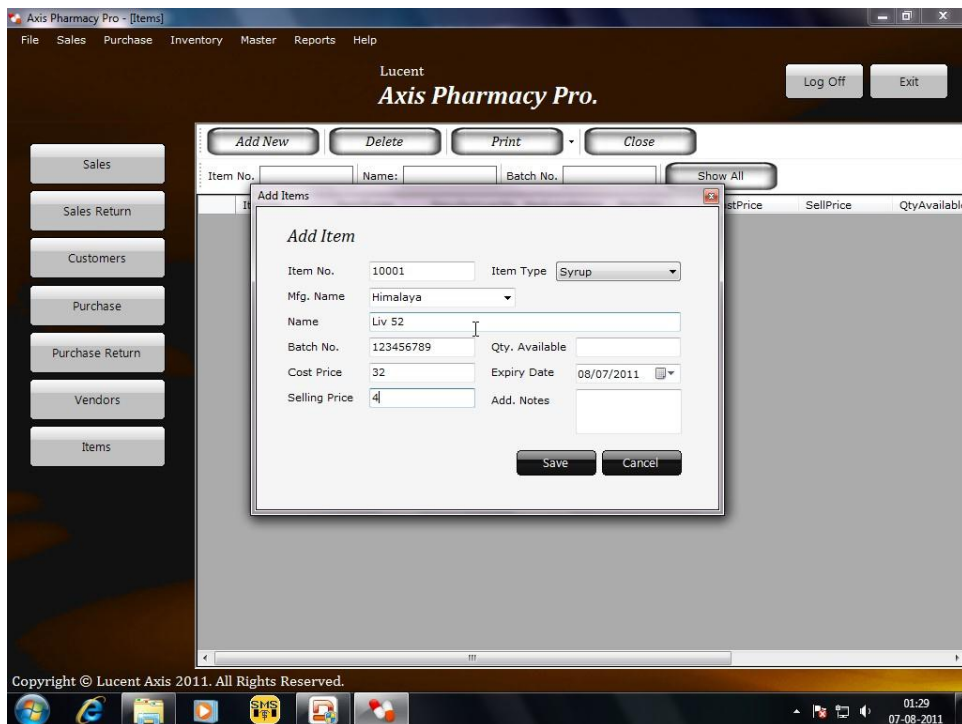 Axis Pharmacy Pro - [Items]
File Sales Purchase Inventory Master Reports Help
Lucent
Axis Pharmacy Pro.
Log Off Exit
Add New Delete Print Close
Item No. Name: Batch No. Show All
SellPrice QtyAvailabl
Sales
Sales Return
Customers
Purchase
Purchase Return
Vendors
Items
Add Items
Add Item
Item No. 10001 Item Type Syrup
Mfg. Name Himalaya
Name Liv 52
Batch No. 123456789 Qty. Available
Cost Price 32 Expiry Date 08/07/2011
Selling Price 4 Add. Notes
Save Cancel
Copyright © Lucent Axis 2011. All Rights Reserved.
SMS
01:29
07-08-2011